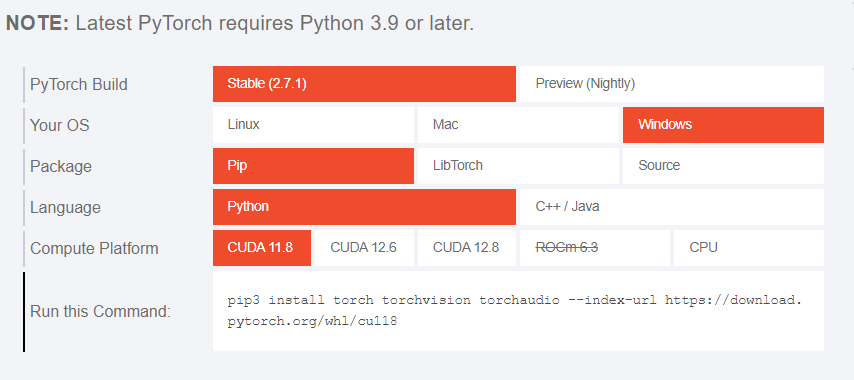 NOTE: Latest PyTorch requires Python 3.9 or later.
PyTorch Build Stable (2.7.1) Preview (Nightly)
Your OS Linux Mac Windows
Package Pip LibTorch Source
Language Python C++ / Java
Compute Platform CUDA 11.8 CUDA 12.6 CUDA 12.8 ROCm 6.3 CPU
Run this Command: pip3 install torch torchvision torchaudio --index-url https://download.
pytorch.org/whl/cu118